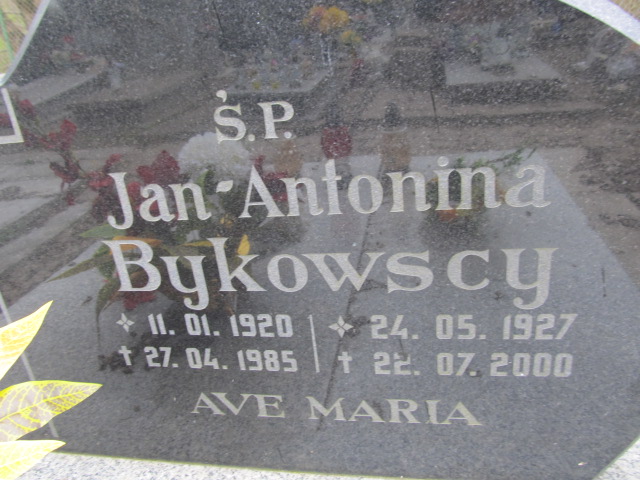 Ś.P.
Jan-Antonina
Bykowscy
✧ 11. 01. 1920 | ✧ 24. 05. 1927
† 27. 04. 1985 | † 22. 07. 2000
AVE MARIA